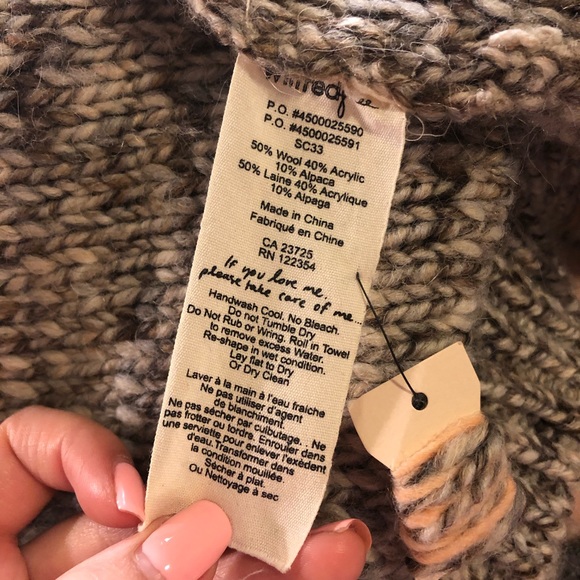 wilfred free
P.O. #4500025590
P.O. #4500025591
SC33
50% Wool 40% Acrylic
10% Alpaca
50% Laine 40% Acrylique
10% Alpaga
Made in China
Fabriqué en Chine
CA 23725
RN 122354
If you love me,
please take care of me...
Handwash Cool. No Bleach.
Do not Tumble Dry
Do Not Rub or Wring. Roll in Towel
to remove excess Water.
Re-shape in wet condition.
Lay flat to Dry
Or Dry Clean
Laver à la main à l'eau fraiche
Ne pas utiliser d'agent
de blanchiment.
Ne pas sécher par culbutage. . Ne
pas frotter ou tordre. Enrouler dans
une serviette pour enlever l'exédent
d'eau.Transformer dans
la condition mouillée
Sécher à plat.
Ou Nettoyage à sec